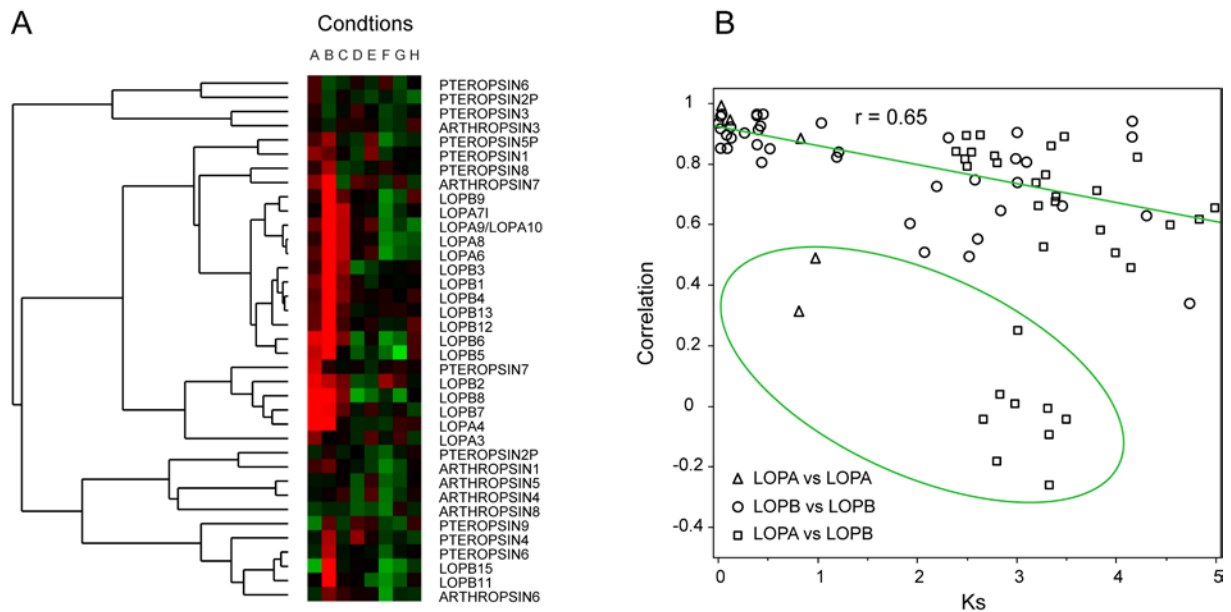 A
Condtions
A B C D E F G H
PTEROPSIN6
PTEROPSIN2P
PTEROPSIN3
ARTHROPSIN3
PTEROPSIN5P
PTEROPSIN1
PTEROPSIN8
ARTHROPSIN7
LOPB9
LOPA7I
LOPA9/LOPA10
LOPA8
LOPA6
LOPB3
LOPB1
LOPB4
LOPB13
LOPB12
LOPB6
LOPB5
PTEROPSIN7
LOPB2
LOPB8
LOPB7
LOPA4
LOPA3
PTEROPSIN2P
ARTHROPSIN1
ARTHROPSIN5
ARTHROPSIN4
ARTHROPSIN8
PTEROPSIN9
PTEROPSIN4
PTEROPSIN6
LOPB15
LOPB11
ARTHROPSIN6
B
r = 0.65
Correlation
1
0.8
0.6
0.4
0.2
0
-0.2
-0.4
LOPA vs LOPA
LOPB vs LOPB
LOPA vs LOPB
0 1 2 3 4 5
Ks